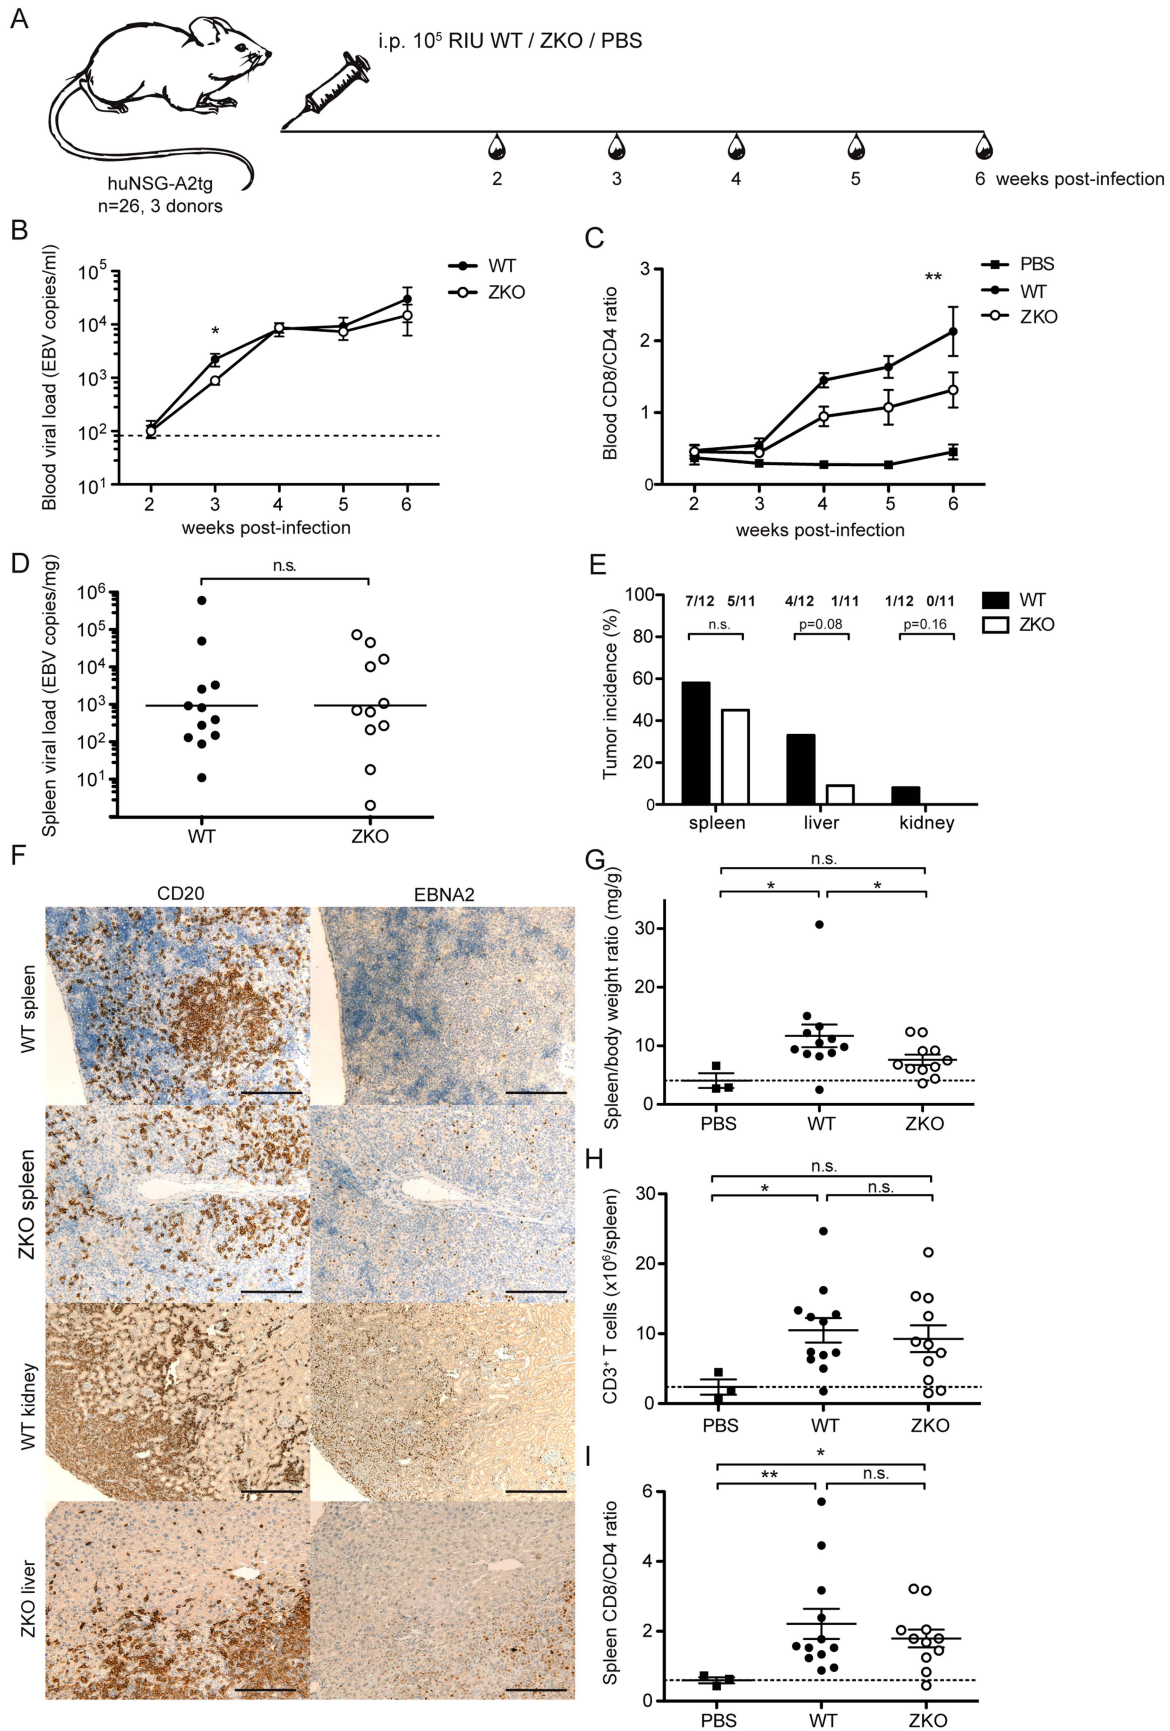 A
i.p. 10⁵ RIU WT / ZKO / PBS
huNSG-A2tg
n=26, 3 donors
2 3 4 5 6 weeks post-infection
B
Blood viral load (EBV copies/ml)
10⁵
10⁴
10³
10²
10¹
*
WT
ZKO
2 3 4 5 6
weeks post-infection
C
Blood CD8/CD4 ratio
3
2
1
0
**
PBS
WT
ZKO
2 3 4 5 6
weeks post-infection
D
Spleen viral load (EBV copies/mg)
n.s.
10⁶
10⁵
10⁴
10³
10²
10¹
WT ZKO
E
Tumor incidence (%)
100
80
60
40
20
0
7/12 5/11 4/12 1/11 1/12 0/11
n.s. p=0.08 p=0.16
WT
ZKO
spleen liver kidney
F
CD20 EBNA2
WT spleen
ZKO spleen
WT kidney
ZKO liver
G
Spleen/body weight ratio (mg/g)
n.s.
* *
30
20
10
0
PBS WT ZKO
H
CD3⁺ T cells (x10⁶/spleen)
n.s.
* n.s.
30
20
10
0
PBS WT ZKO
I
Spleen CD8/CD4 ratio
*
** n.s.
6
4
2
0
PBS WT ZKO